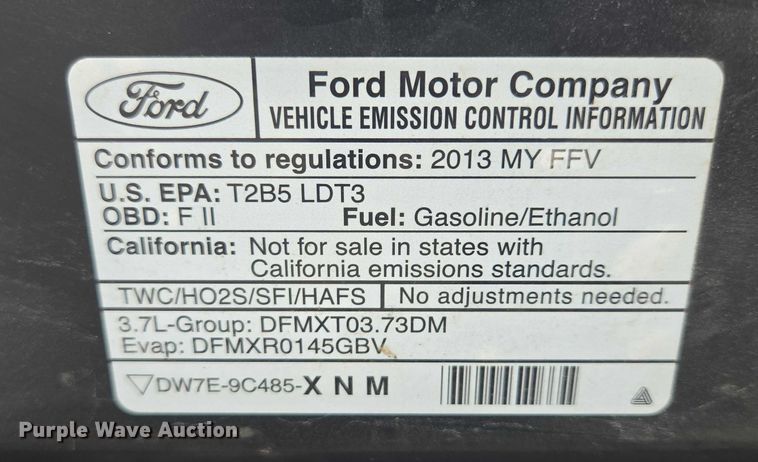 Ford
Ford Motor Company
VEHICLE EMISSION CONTROL INFORMATION
Conforms to regulations: 2013 MY FFV
U.S. EPA: T2B5 LDT3
OBD: F II Fuel: Gasoline/Ethanol
California: Not for sale in states with
California emissions standards.
TWC/HO2S/SFI/HAFS No adjustments needed.
3.7L-Group: DFMXT03.73DM
Evap: DFMXR0145GBV
DW7E-9C485-X N M
Purple Wave Auction